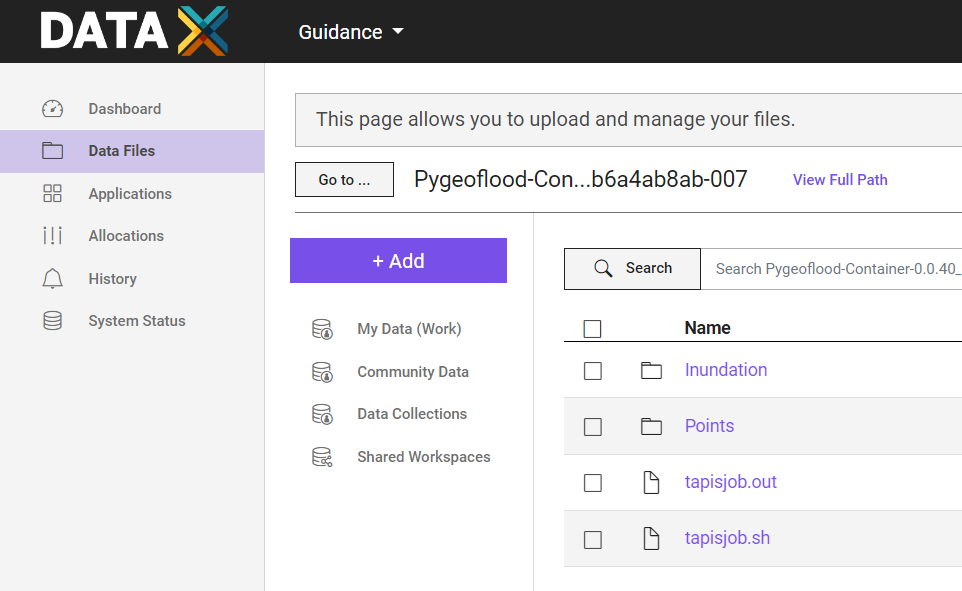 DATA X
Guidance
Dashboard
Data Files
Applications
Allocations
History
System Status
This page allows you to upload and manage your files.
Go to ...
Pygeoflood-Con...b6a4ab8ab-007
View Full Path
+ Add
My Data (Work)
Community Data
Data Collections
Shared Workspaces
Search
Search Pygeoflood-Container-0.0.40_
Name
Inundation
Points
tapisjob.out
tapisjob.sh